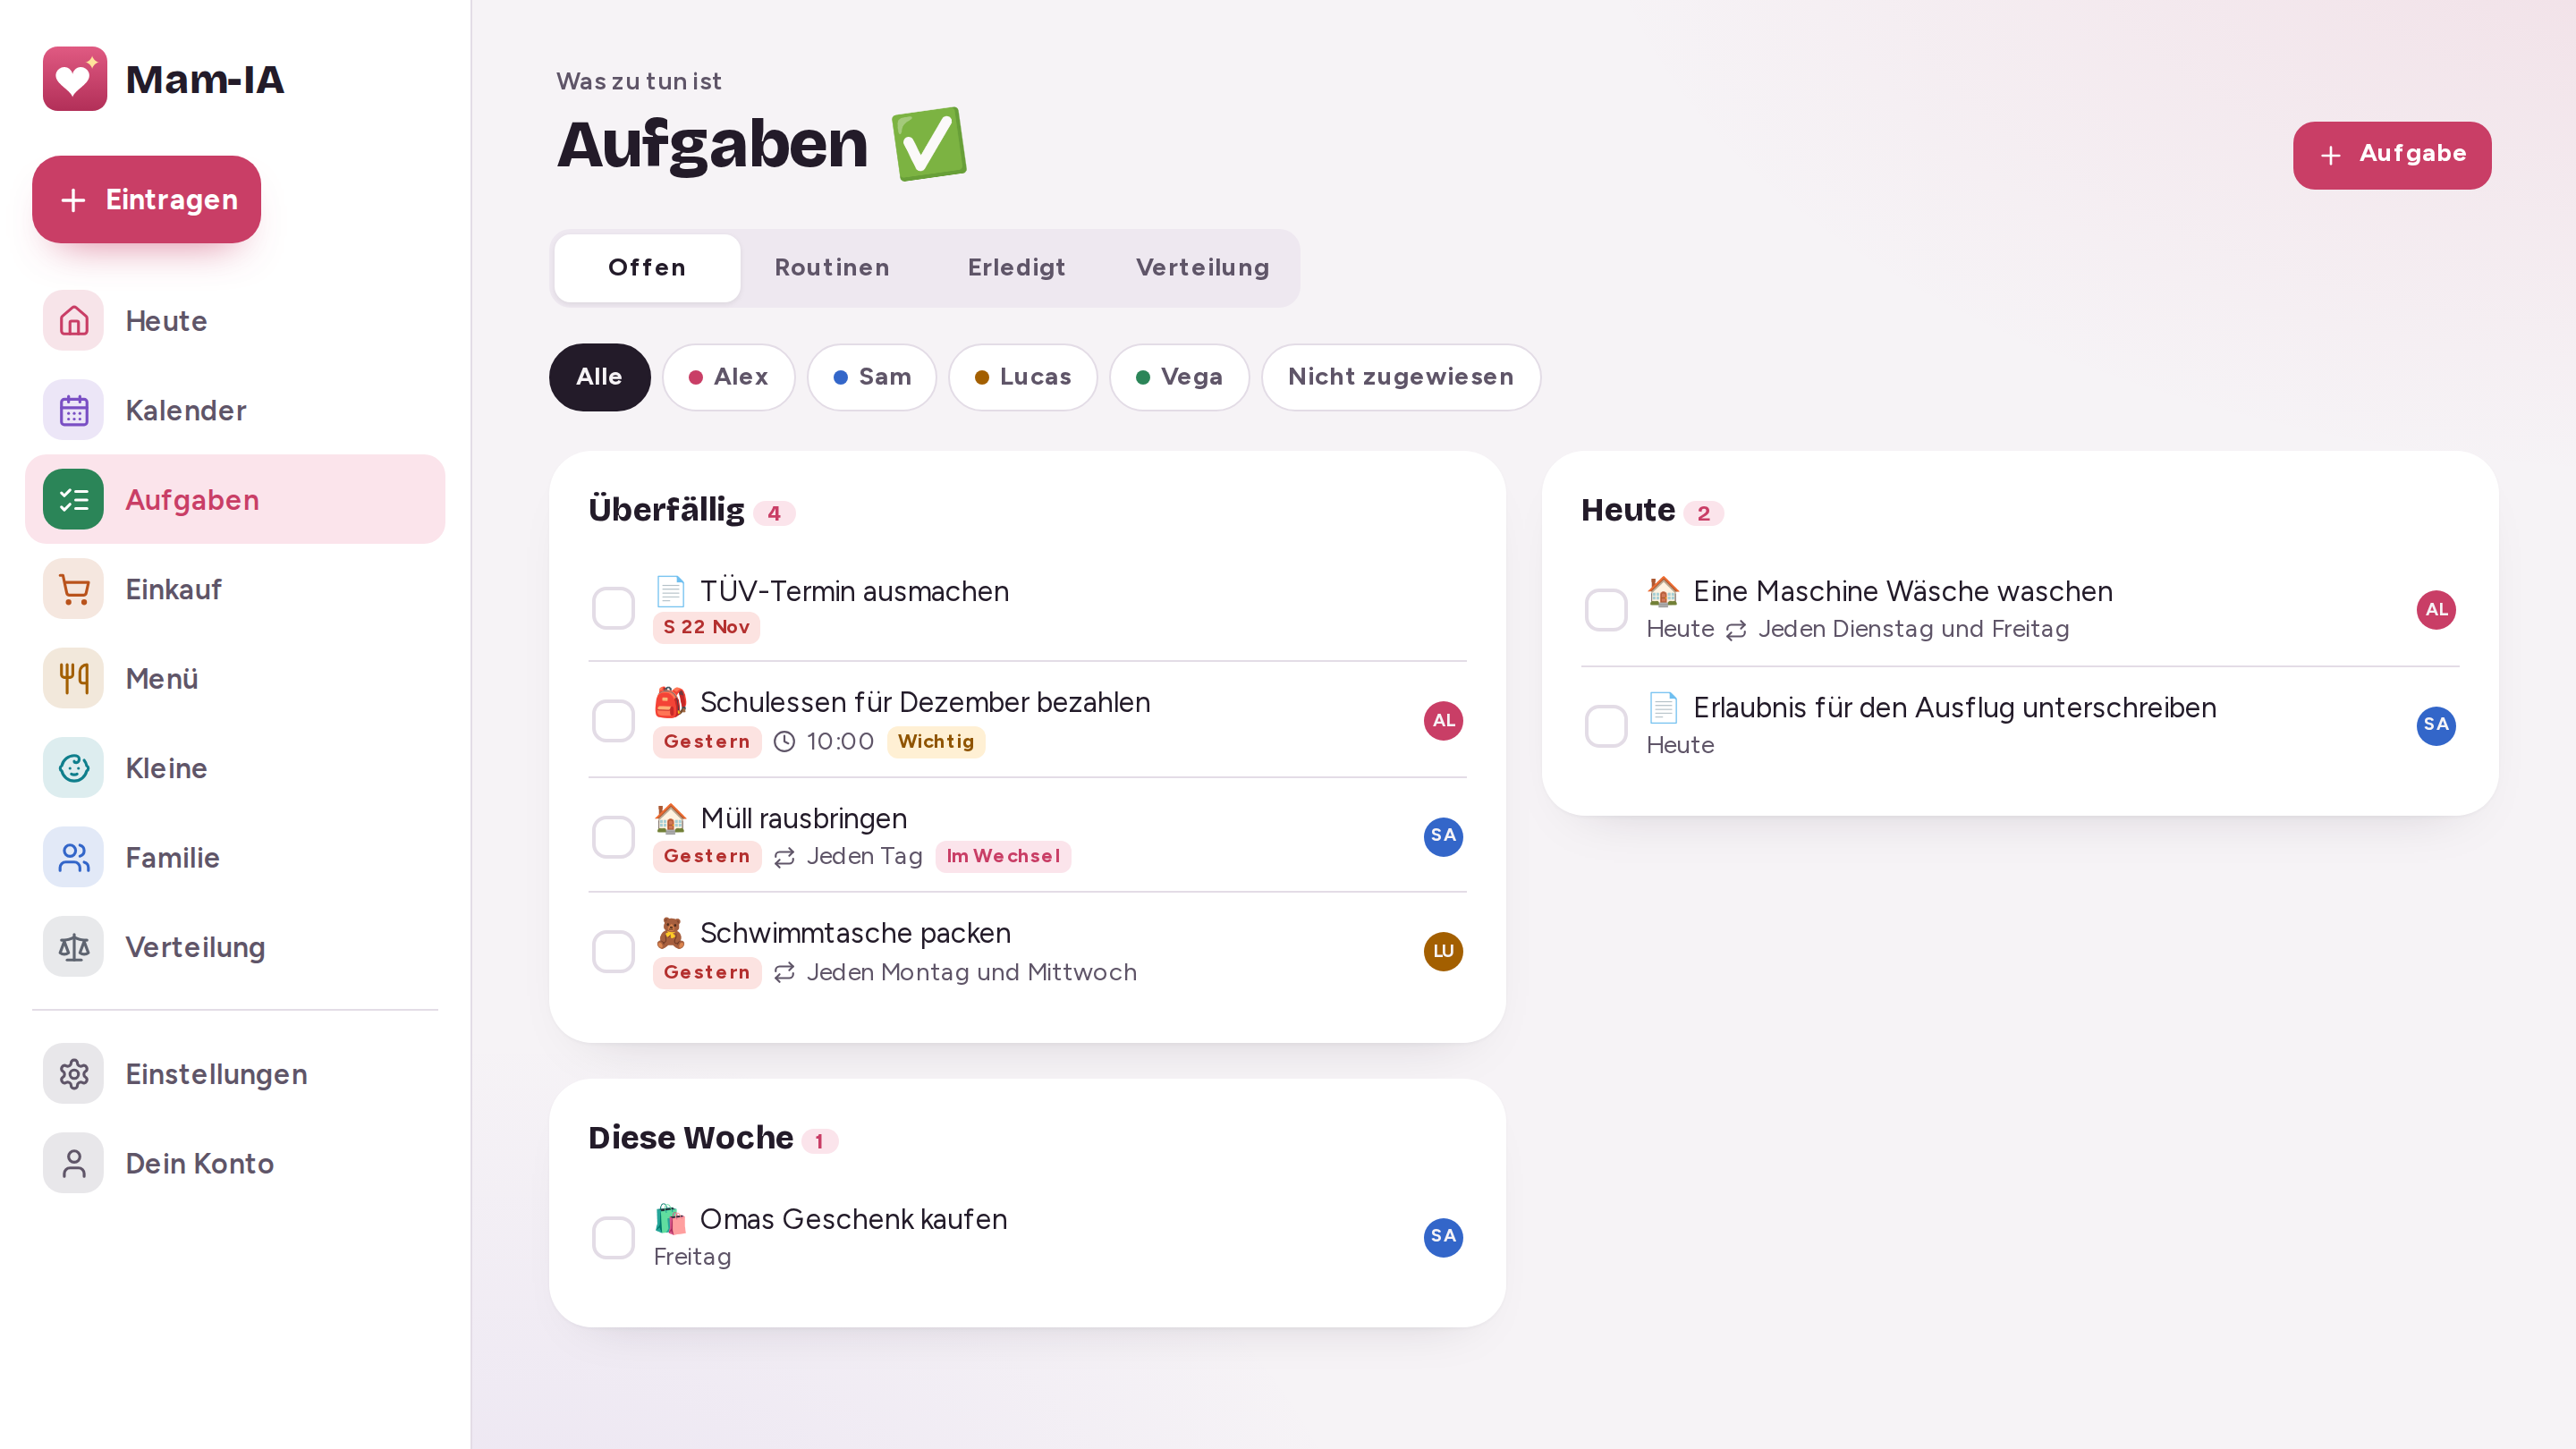 Mam-IA
Eintragen
Heute
Kalender
Aufgaben
Einkauf
Menü
Kleine
Familie
Verteilung
Einstellungen
Dein Konto
Was zu tun ist
Aufgaben ✅
Aufgabe
Offen Routinen Erledigt Verteilung
Alle Alex Sam Lucas Vega Nicht zugewiesen
Überfällig 4
📄 TÜV-Termin ausmachen
S 22 Nov
🎒 Schulessen für Dezember bezahlen
Gestern 10:00 Wichtig
AL
🏠 Müll rausbringen
Gestern Jeden Tag Im Wechsel
SA
🧸 Schwimmtasche packen
Gestern Jeden Montag und Mittwoch
LU
Heute 2
🏠 Eine Maschine Wäsche waschen
Heute Jeden Dienstag und Freitag
AL
📄 Erlaubnis für den Ausflug unterschreiben
Heute
SA
Diese Woche 1
🛍️ Omas Geschenk kaufen
Freitag
SA